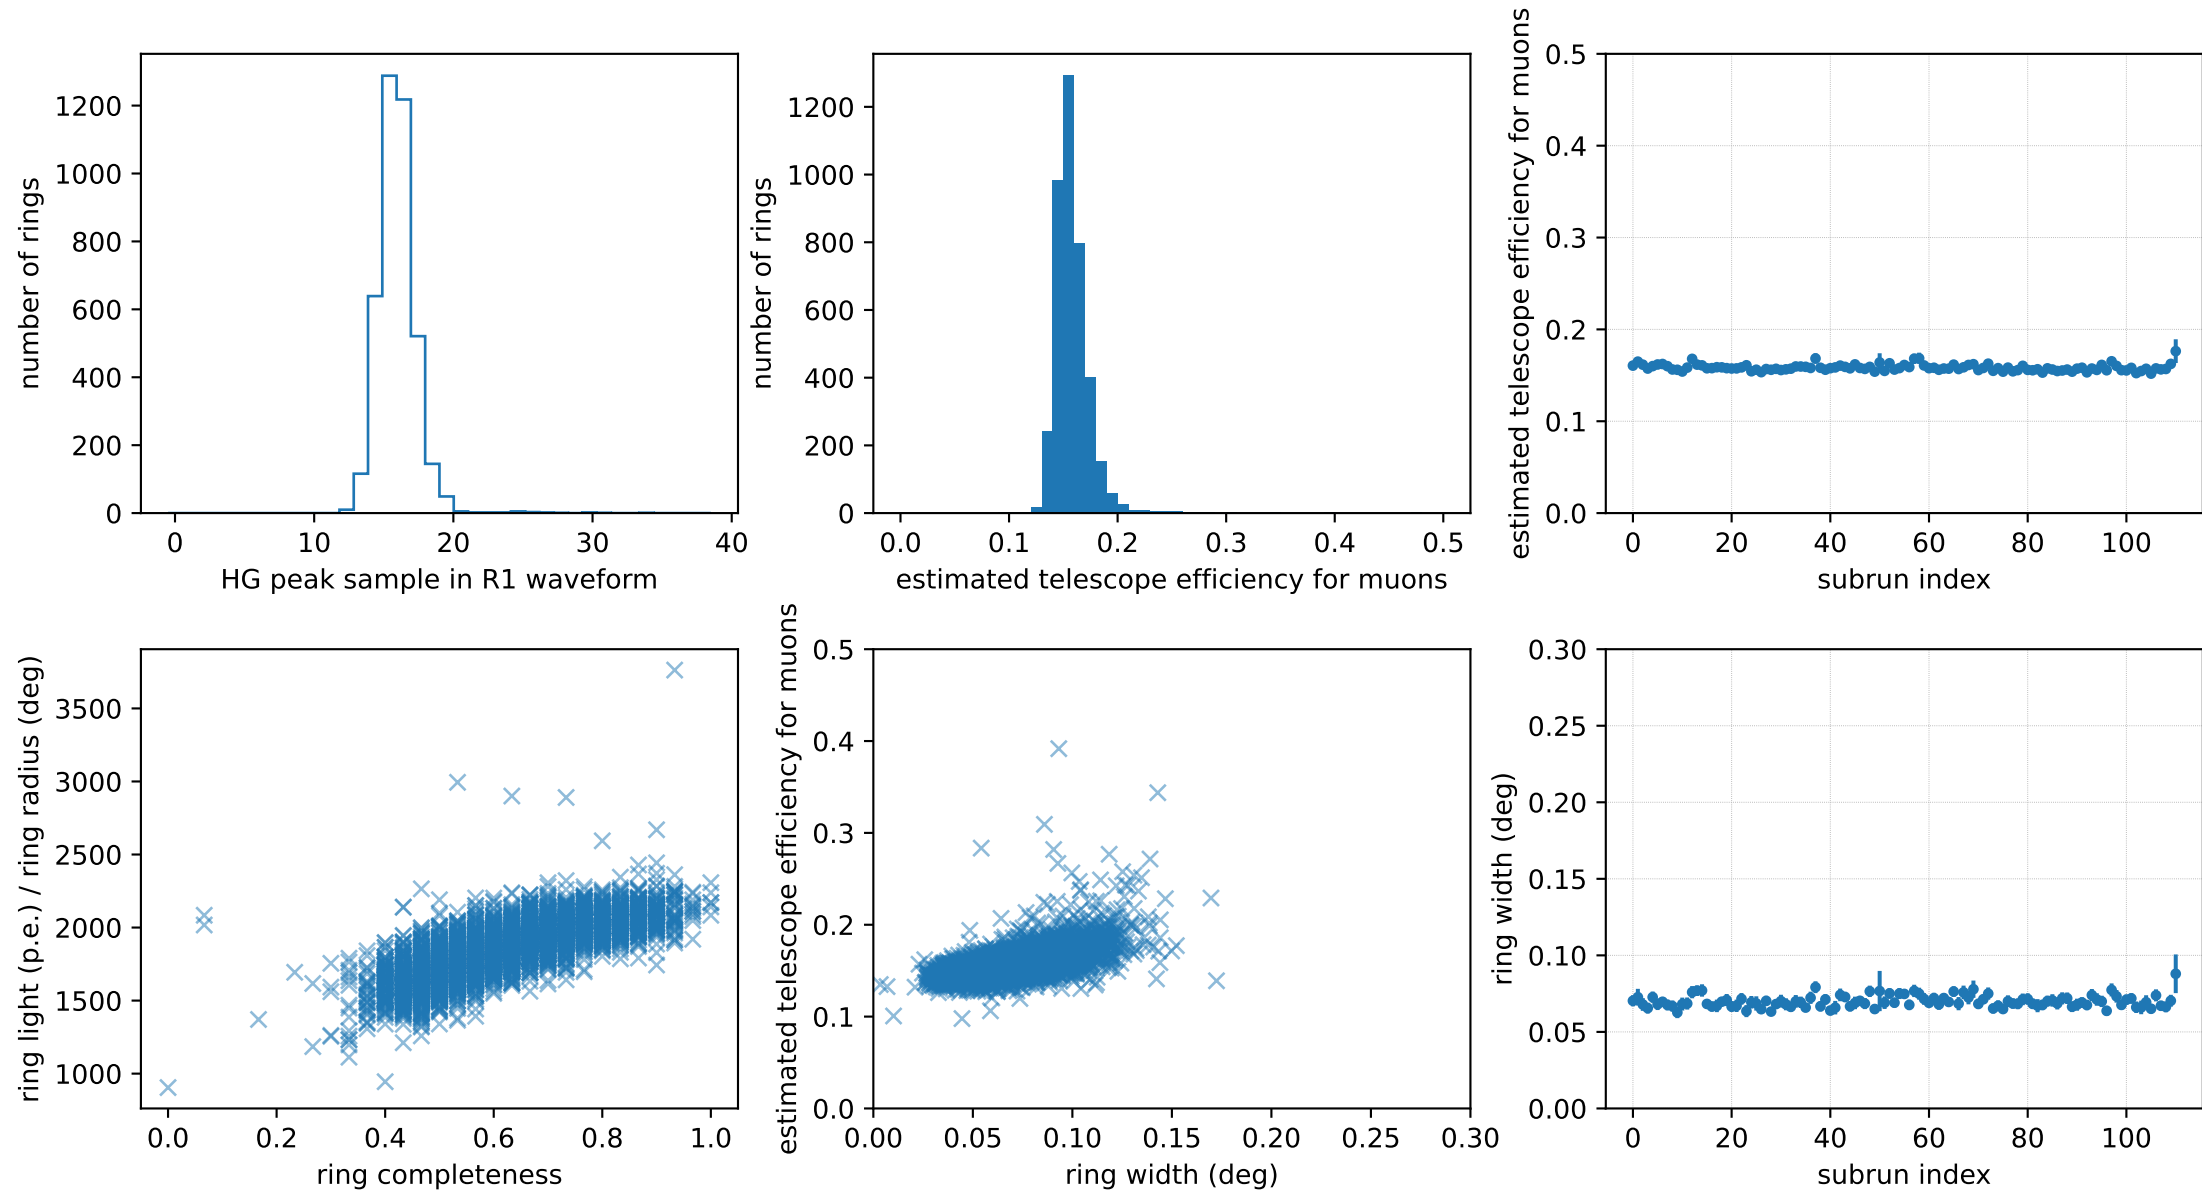 number of rings
1200
1000
800
600
400
200
0
0 10 20 30 40
HG peak sample in R1 waveform
number of rings
1200
1000
800
600
400
200
0
0.0 0.1 0.2 0.3 0.4 0.5
estimated telescope efficiency for muons
estimated telescope efficiency for muons
0.5
0.4
0.3
0.2
0.1
0.0
0 20 40 60 80 100
subrun index
ring light (p.e.) / ring radius (deg)
3500
3000
2500
2000
1500
1000
0.0 0.2 0.4 0.6 0.8 1.0
ring completeness
estimated telescope efficiency for muons
0.5
0.4
0.3
0.2
0.1
0.0
0.00 0.05 0.10 0.15 0.20 0.25 0.30
ring width (deg)
ring width (deg)
0.30
0.25
0.20
0.15
0.10
0.05
0.00
0 20 40 60 80 100
subrun index